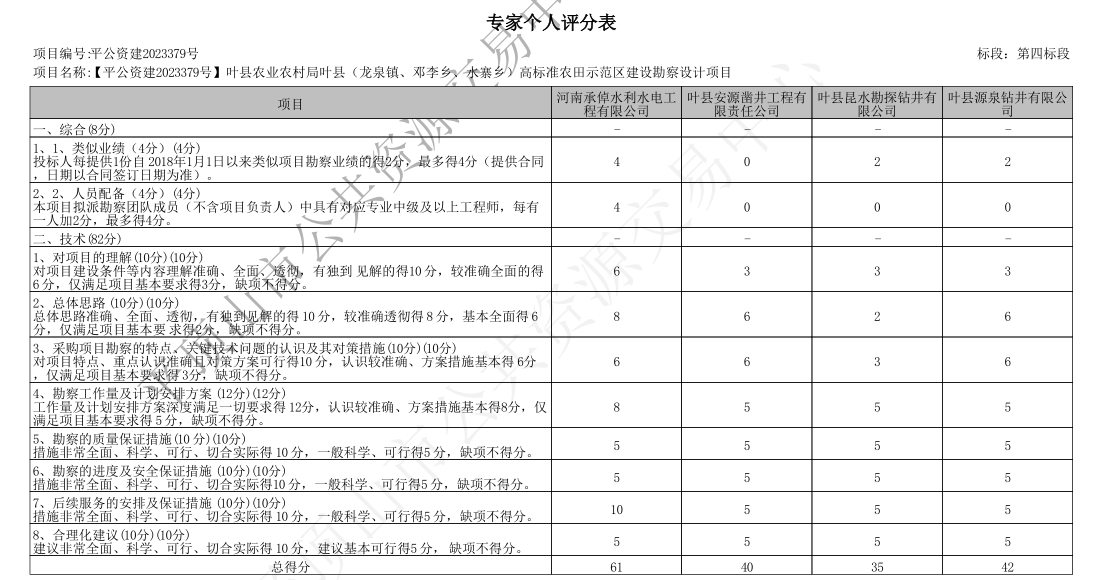 专家个人评分表
项目编号:平公资建2023379号 标段：第四标段
项目名称:【平公资建2023379号】叶县农业农村局叶县（龙泉镇、邓李乡、水寨乡）高标准农田示范区建设勘察设计项目
项目 河南承倬水利水电工程有限公司 叶县安源凿井工程有限责任公司 叶县昆水勘探钻井有限公司 叶县源泉钻井有限公司
一、综合(8分) – – – –
1、1、类似业绩（4分）(4分)
投标人每提供1份自 2018年1月1日以来类似项目勘察业绩的得2分，最多得4分（提供合同
，日期以合同签订日期为准）。 4 0 2 2
2、2、人员配备（4分）(4分)
本项目拟派勘察团队成员（不含项目负责人）中具有对应专业中级及以上工程师，每有
一人加2分，最多得4分。 4 0 0 0
二、技术(82分) – – – –
1、对项目的理解(10分)(10分)
对项目建设条件等内容理解准确、全面、透彻，有独到 见解的得10 分，较准确全面的得
6 分，仅满足项目基本要求得3分，缺项不得分。 6 3 3 3
2、总体思路 (10分)(10分)
总体思路准确、全面、透彻，有独到见解的得 10 分，较准确透彻得 8 分，基本全面得 6
分，仅满足项目基本要 求得2分，缺项不得分。 8 6 2 6
3、采购项目勘察的特点、关键技术问题的认识及其对策措施(10分)(10分)
对项目特点、重点认识准确且对策方案可行得10分，认识较准确、方案措施基本得 6分
，仅满足项目基本要求得 3分，缺项不得分。 6 6 3 6
4、勘察工作量及计划安排方案 (12分)(12分)
工作量及计划安排方案深度满足一切要求得 12分，认识较准确、方案措施基本得8分，仅
满足项目基本要求得 5 分，缺项不得分。 8 5 5 5
5、勘察的质量保证措施(10 分)(10分)
措施非常全面、科学、可行、切合实际得 10 分，一般科学、可行得5 分，缺项不得分。 5 5 5 5
6、勘察的进度及安全保证措施 (10分)(10分)
措施非常全面、科学、可行、切合实际得10 分，一般科学、可行得5 分，缺项不得分。 5 5 5 5
7、后续服务的安排及保证措施 (10分)(10分)
措施非常全面、科学、可行、切合实际得 10 分，一般科学、可行得5 分，缺项不得分。 10 5 5 5
8、合理化建议(10分)(10分)
建议非常全面、科学、可行、切合实际得 10 分，建议基本可行得5 分， 缺项不得分。 5 5 5 5
总得分 61 40 35 42
平顶山市公共资源交易中心
平顶山市公共资源交易中心